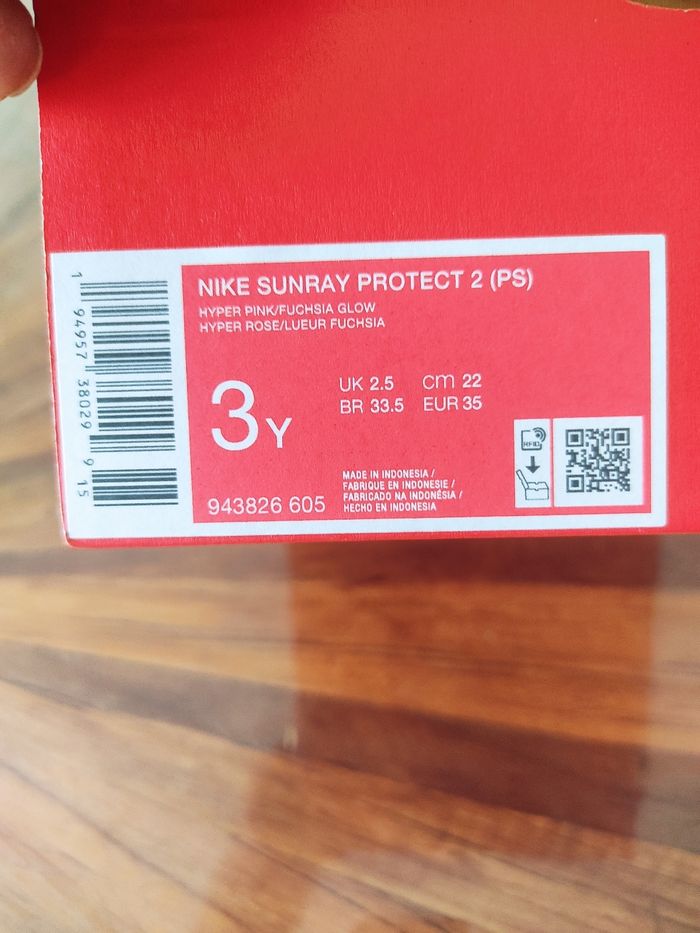 NIKE SUNRAY PROTECT 2 (PS)
HYPER PINK/FUCHSIA GLOW
HYPER ROSE/LUEUR FUCHSIA
3Y
UK 2.5 cm 22
BR 33.5 EUR 35
943826 605
MADE IN INDONESIA /
FABRIQUE EN INDONESIE /
FABRICADO NA INDONÉSIA /
HECHO EN INDONESIA
RFID
1 94957 38029 9 15